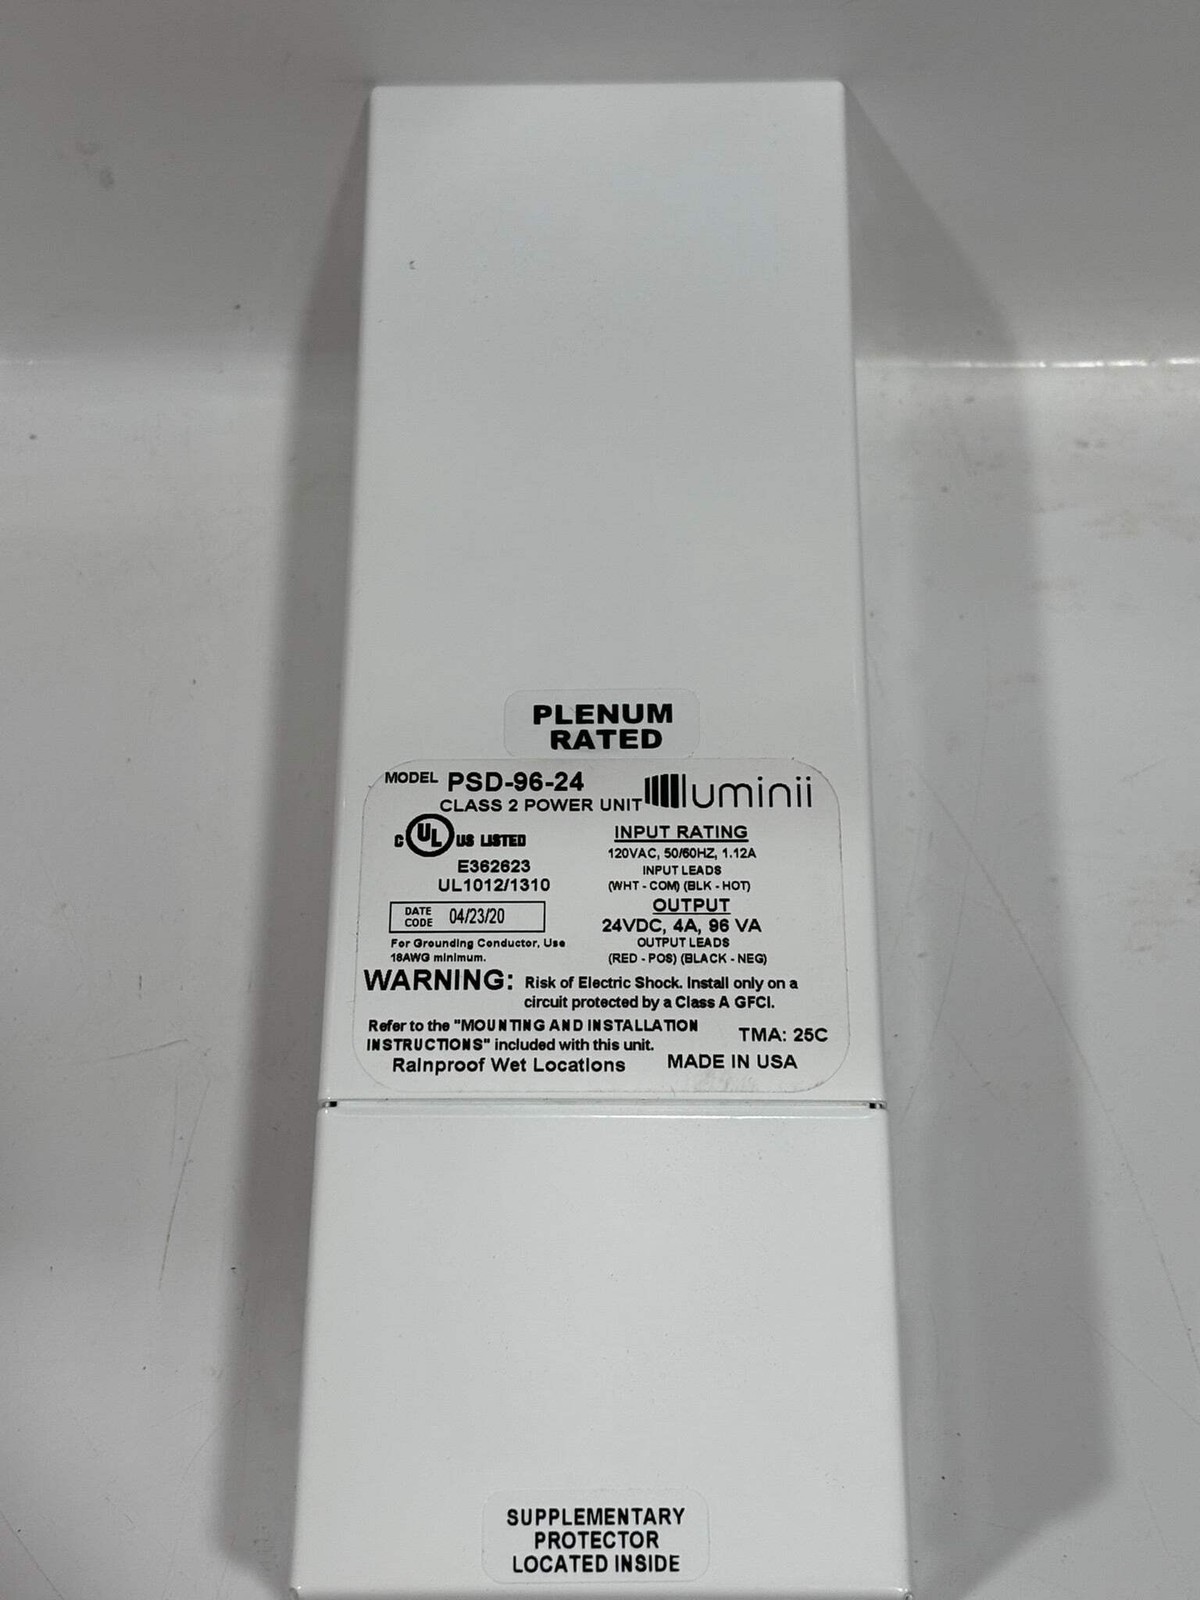 PLENUM
RATED
MODEL PSD-96-24
CLASS 2 POWER UNIT
luminii
C UL US LISTED
E362623
UL1012/1310
DATE CODE 04/23/20
For Grounding Conductor, Use
18AWG minimum.
INPUT RATING
120VAC, 50/60HZ, 1.12A
INPUT LEADS
(WHT - COM) (BLK - HOT)
OUTPUT
24VDC, 4A, 96 VA
OUTPUT LEADS
(RED - POS) (BLACK - NEG)
WARNING: Risk of Electric Shock. Install only on a
circuit protected by a Class A GFCI.
Refer to the "MOUNTING AND INSTALLATION
INSTRUCTIONS" included with this unit.
TMA: 25C
Rainproof Wet Locations
MADE IN USA
SUPPLEMENTARY
PROTECTOR
LOCATED INSIDE